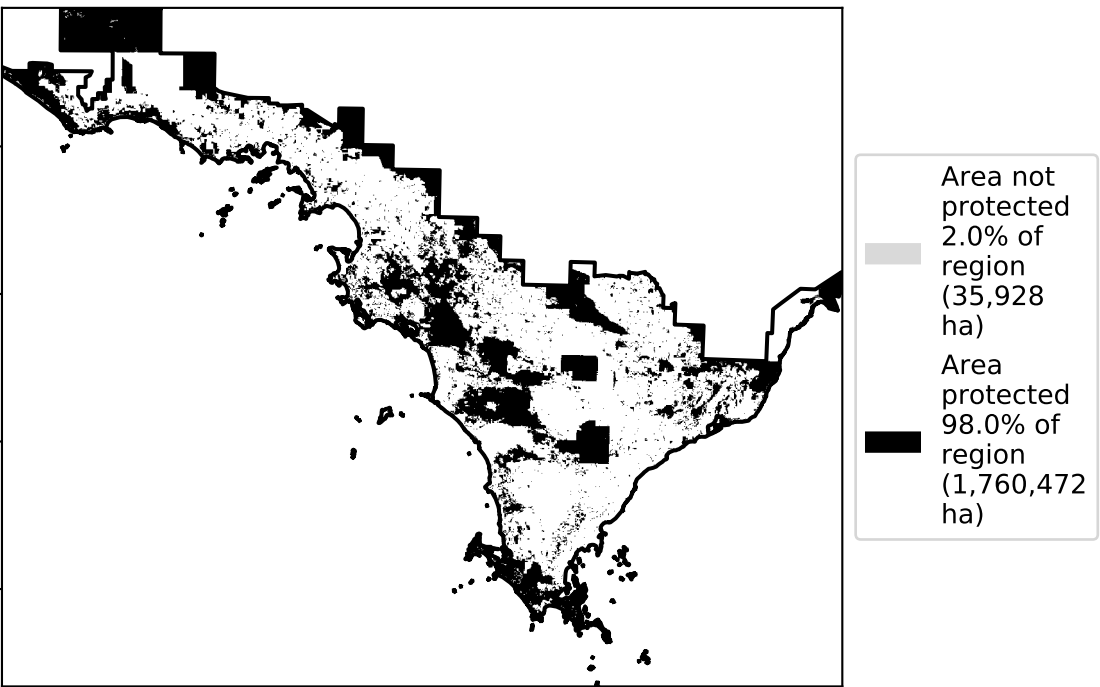 Area not
protected
2.0% of
region
(35,928
ha)
Area
protected
98.0% of
region
(1,760,472
ha)